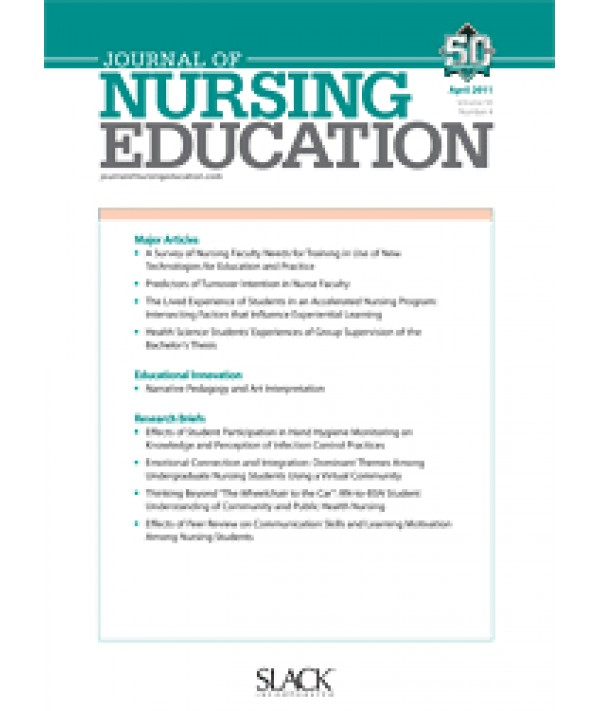 50
JOURNAL OF
NURSING
EDUCATION
April 2011
Volume 50
Number 4
journalofnursingeducation.com
Major Articles
• A Survey of Nursing Faculty Needs for Training in Use of New
Technologies for Education and Practice
• Predictors of Turnover Intention in Nurse Faculty
• The Lived Experience of Students in an Accelerated Nursing Program:
Intersecting Factors that Influence Experiential Learning
• Health Science Students' Experiences of Group Supervision of the
Bachelor's Thesis
Educational Innovation
• Narrative Pedagogy and Art Interpretation
Research Briefs
• Effects of Student Participation in Hand Hygiene Monitoring on
Knowledge and Perception of Infection Control Practices
• Emotional Connection and Integration: Dominant Themes Among
Undergraduate Nursing Students Using a Virtual Community
• Thinking Beyond "The Wheelchair to the Car": RN-to-BSN Student
Understanding of Community and Public Health Nursing
• Effects of Peer Review on Communication Skills and Learning Motivation
Among Nursing Students
SLACK
INCORPORATED